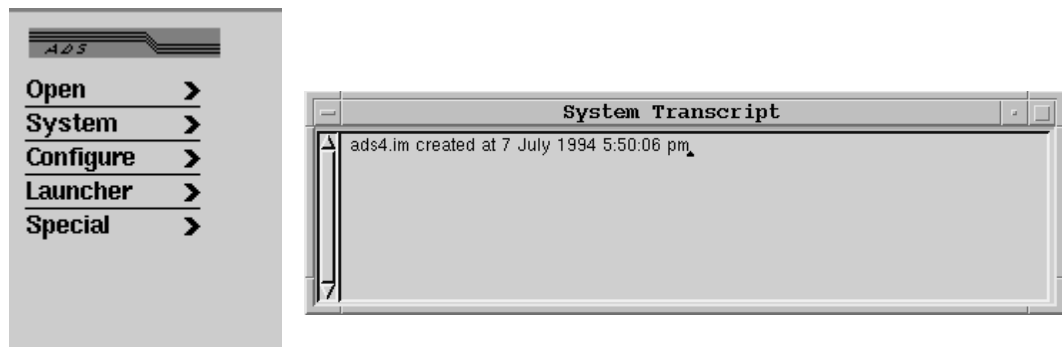 ADS
Open
System
Configure
Launcher
Special
System Transcript
ads4.im created at 7 July 1994 5:50:06 pm